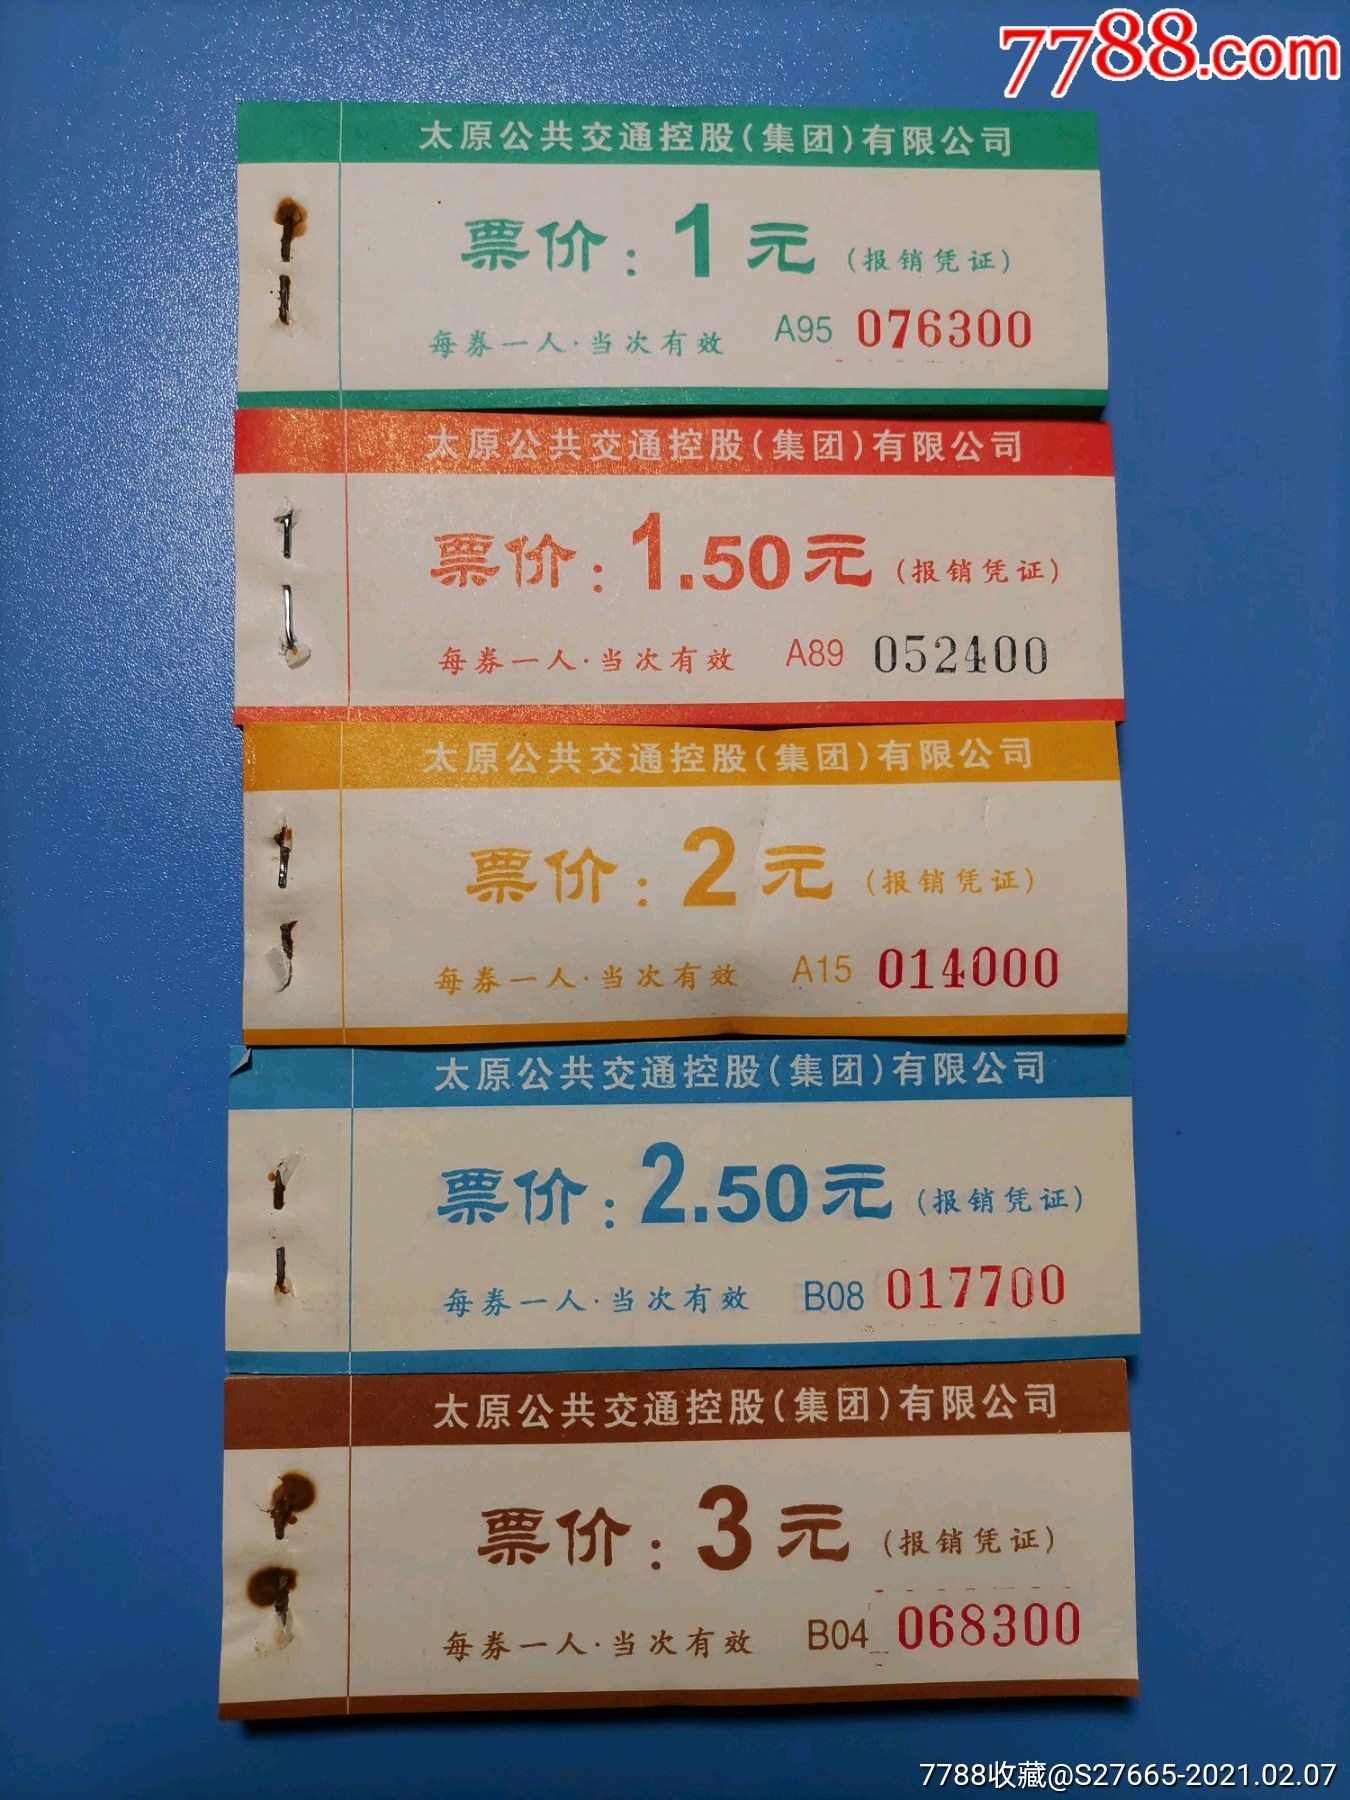 7788.com
太原公共交通控股(集团)有限公司
票价:1元(报销凭证)
每券一人·当次有效 A95 076300
太原公共交通控股(集团)有限公司
票价:1.50元(报销凭证)
每券一人·当次有效 A89 052400
太原公共交通控股(集团)有限公司
票价:2元(报销凭证)
每券一人·当次有效 A15 014000
太原公共交通控股(集团)有限公司
票价:2.50元(报销凭证)
每券一人·当次有效 B08 017700
太原公共交通控股(集团)有限公司
票价:3元(报销凭证)
每券一人·当次有效 B04 068300
7788收藏@S27665-2021.02.07